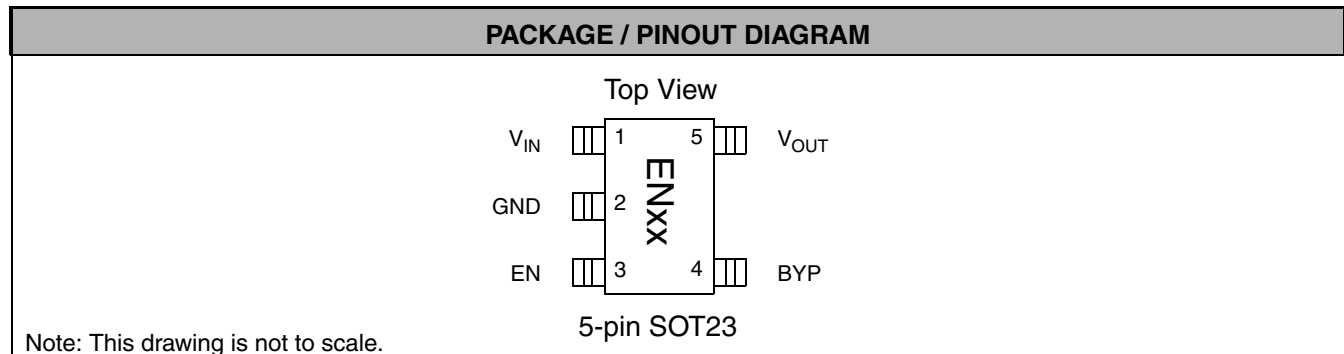 PACKAGE / PINOUT DIAGRAM
Top View
VIN 1 5 VOUT
GND 2 ENxx
EN 3 4 BYP
5-pin SOT23
Note: This drawing is not to scale.